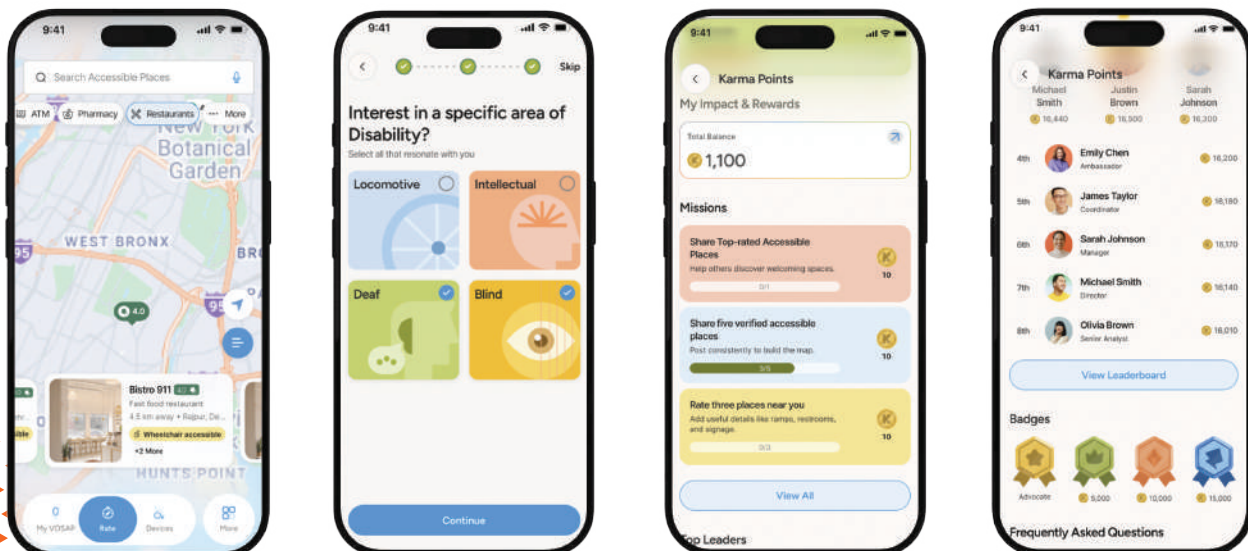 9:41
Search Accessible Places
ATM
Pharmacy
Restaurants
More
New York
Botanical
Garden
WEST BRONX
95
BR
95
4.0
Bistro 911
Fast food restaurant
4.5 km away • Rajpur, De...
Wheelchair accessible
+2 More
HUNTS POINT
My VOSAP
Rate
Devices
More
9:41
Skip
Interest in a specific area of
Disability?
Select all that resonate with you
Locomotive
Intellectual
Deaf
Blind
Continue
9:41
Karma Points
My Impact & Rewards
Total Balance
1,100
Missions
Share Top-rated Accessible
Places
Help others discover welcoming spaces.
10
0/1
Share five verified accessible
places
Post consistently to build the map.
10
Rate three places near you
Add useful details like ramps, restrooms,
and signage.
10
0/3
View All
Top Leaders
9:41
Karma Points
Michael
Smith
Justin
Brown
Sarah
Johnson
16,440
16,500
16,300
4th
Emily Chen
Ambassador
16,200
5th
James Taylor
Coordinator
16,180
6th
Sarah Johnson
Manager
16,170
7th
Michael Smith
Director
16,140
8th
Olivia Brown
Senior Analyst
16,010
View Leaderboard
Badges
Advocate
5,000
10,000
15,000
Frequently Asked Questions